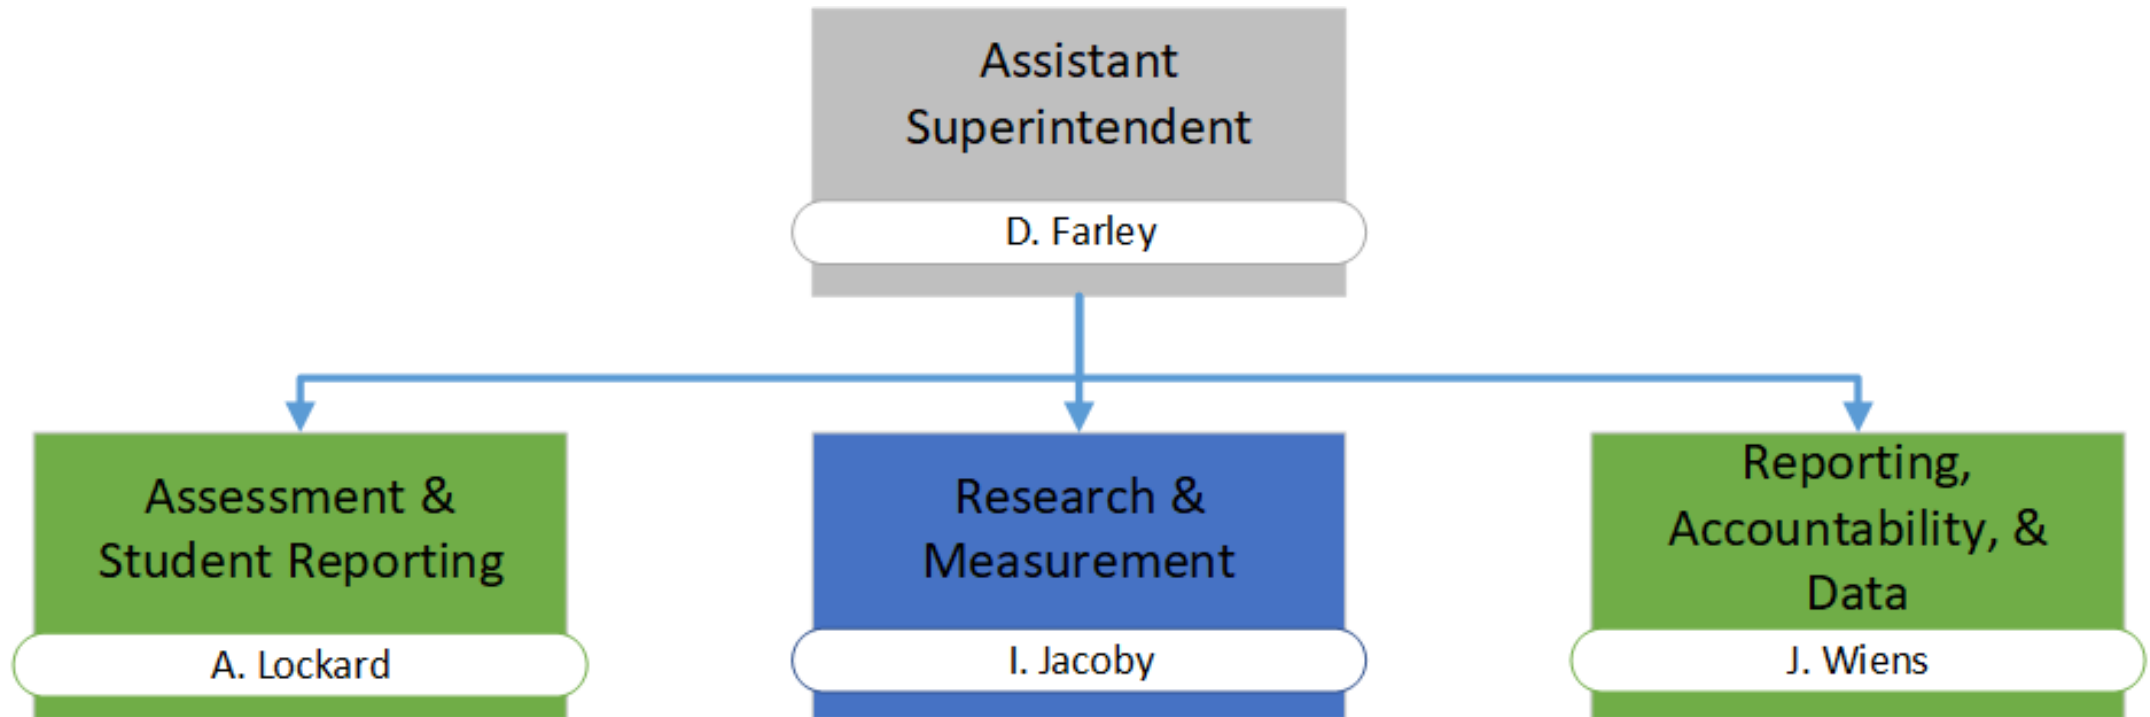 Assistant
Superintendent
D. Farley
Assessment &
Student Reporting
A. Lockard
Research &
Measurement
I. Jacoby
Reporting,
Accountability, &
Data
J. Wiens